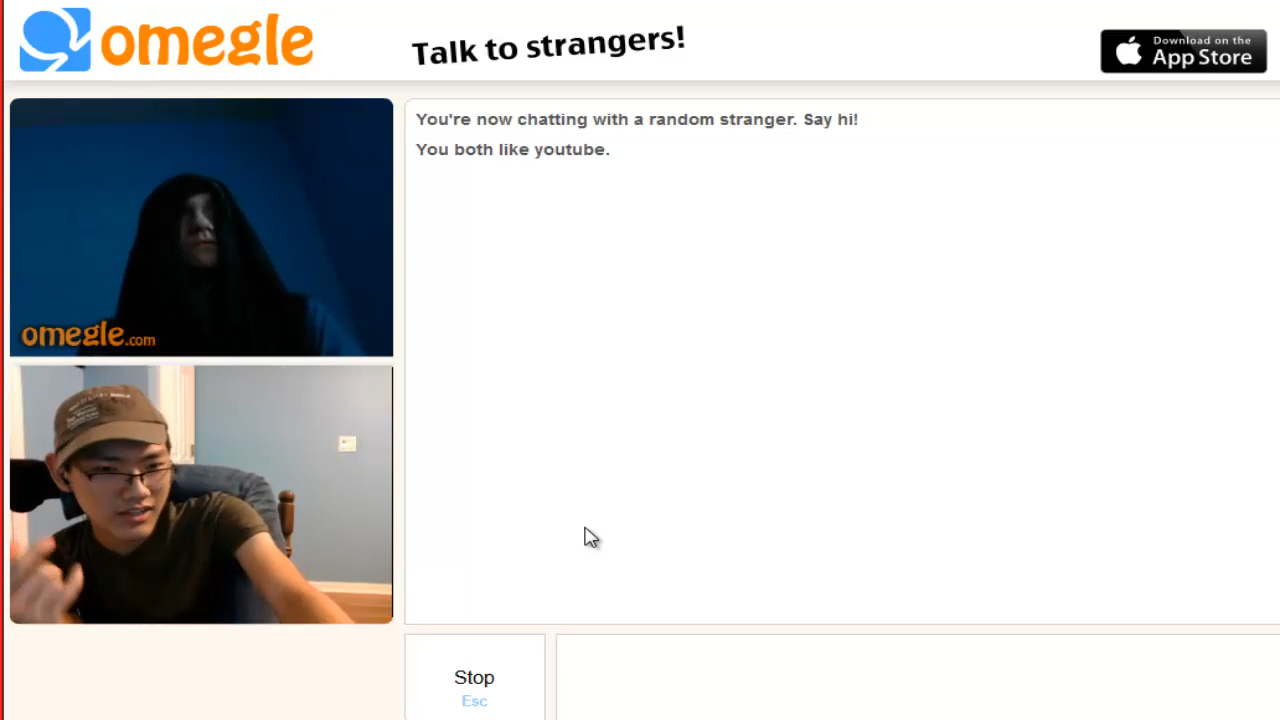 omegle
Talk to strangers!
Download on the
App Store
You're now chatting with a random stranger. Say hi!
You both like youtube.
omegle.com
Stop
Esc